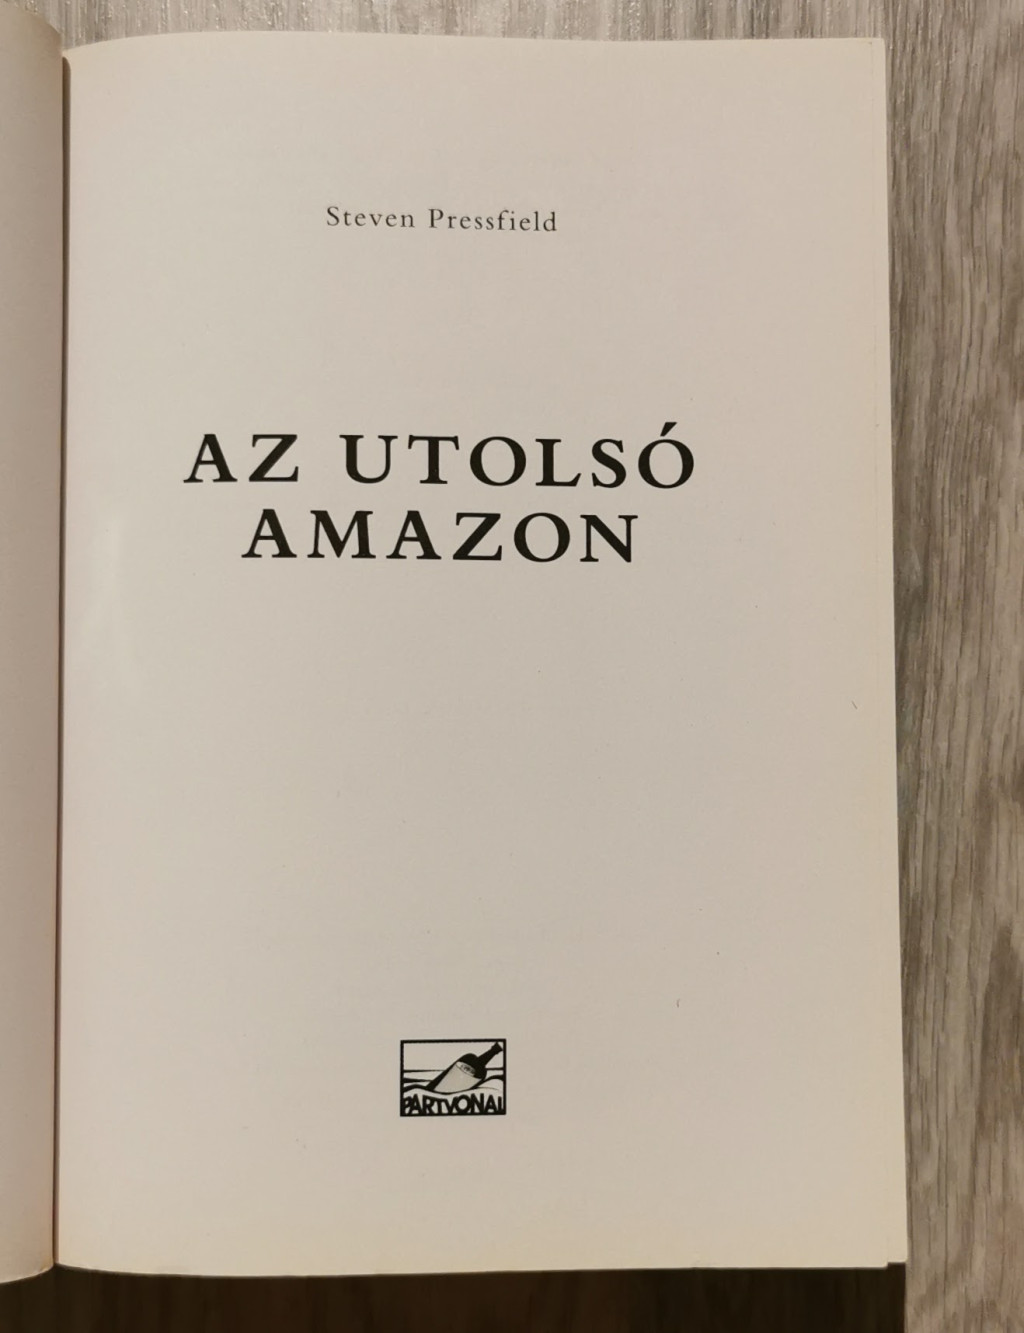 Steven Pressfield
AZ UTOLSÓ
AMAZON
PARTVONAL